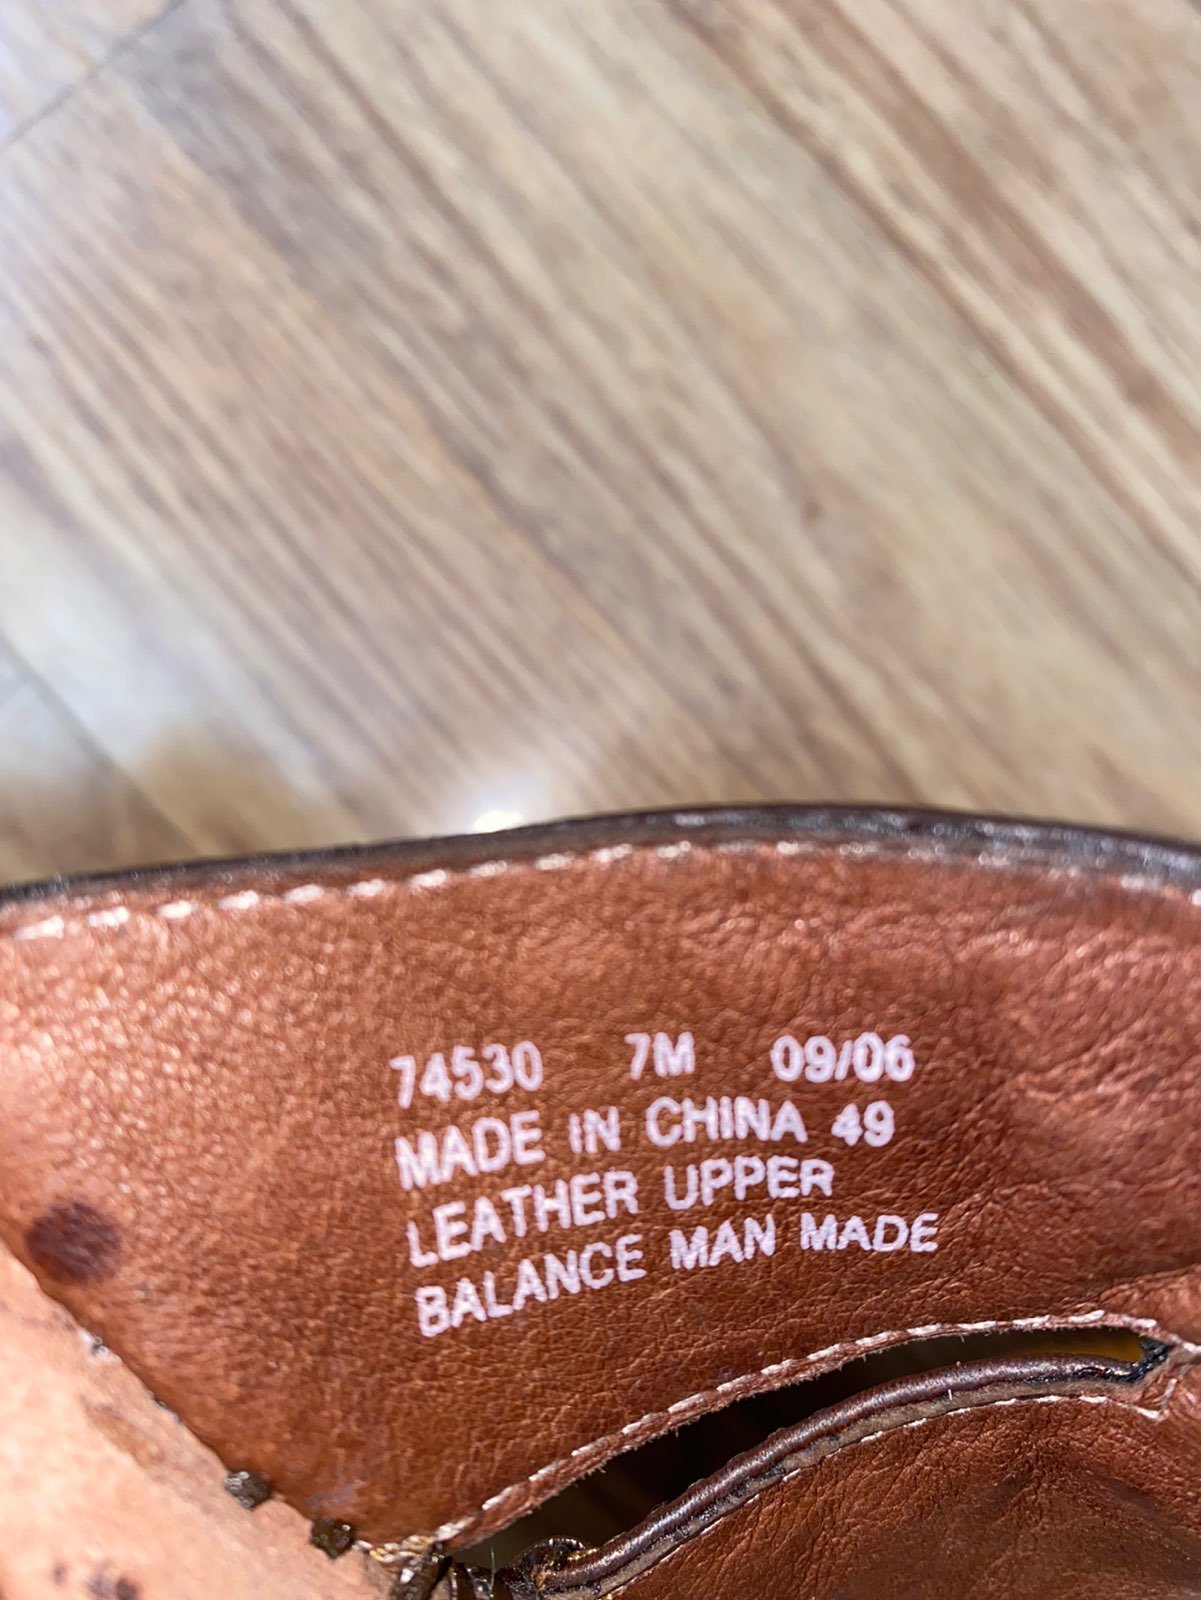 74530 7M 09/06
MADE IN CHINA 49
LEATHER UPPER
BALANCE MAN MADE